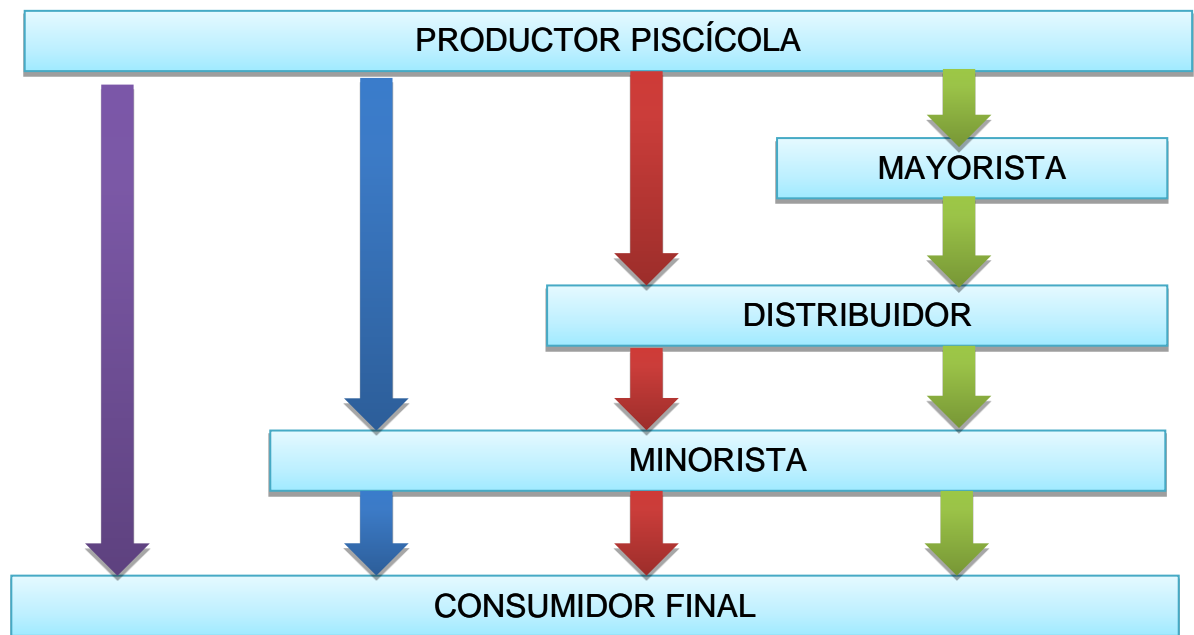 PRODUCTOR PISCÍCOLA
MAYORISTA
DISTRIBUIDOR
MINORISTA
CONSUMIDOR FINAL